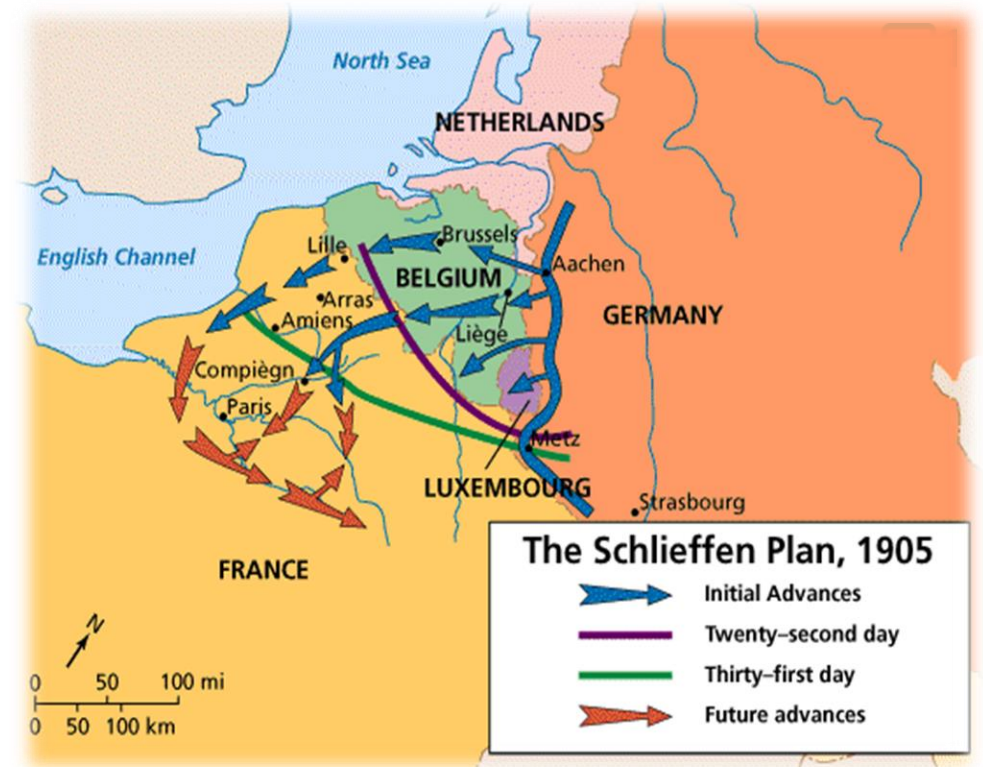 North Sea
NETHERLANDS
English Channel
Lille
Brussels
Aachen
BELGIUM
Arras
Amiens
Liège
GERMANY
Compiègn
Paris
Metz
LUXEMBOURG
Strasbourg
FRANCE
The Schlieffen Plan, 1905
Initial Advances
Twenty–second day
Thirty–first day
Future advances
N
0 50 100 mi
0 50 100 km